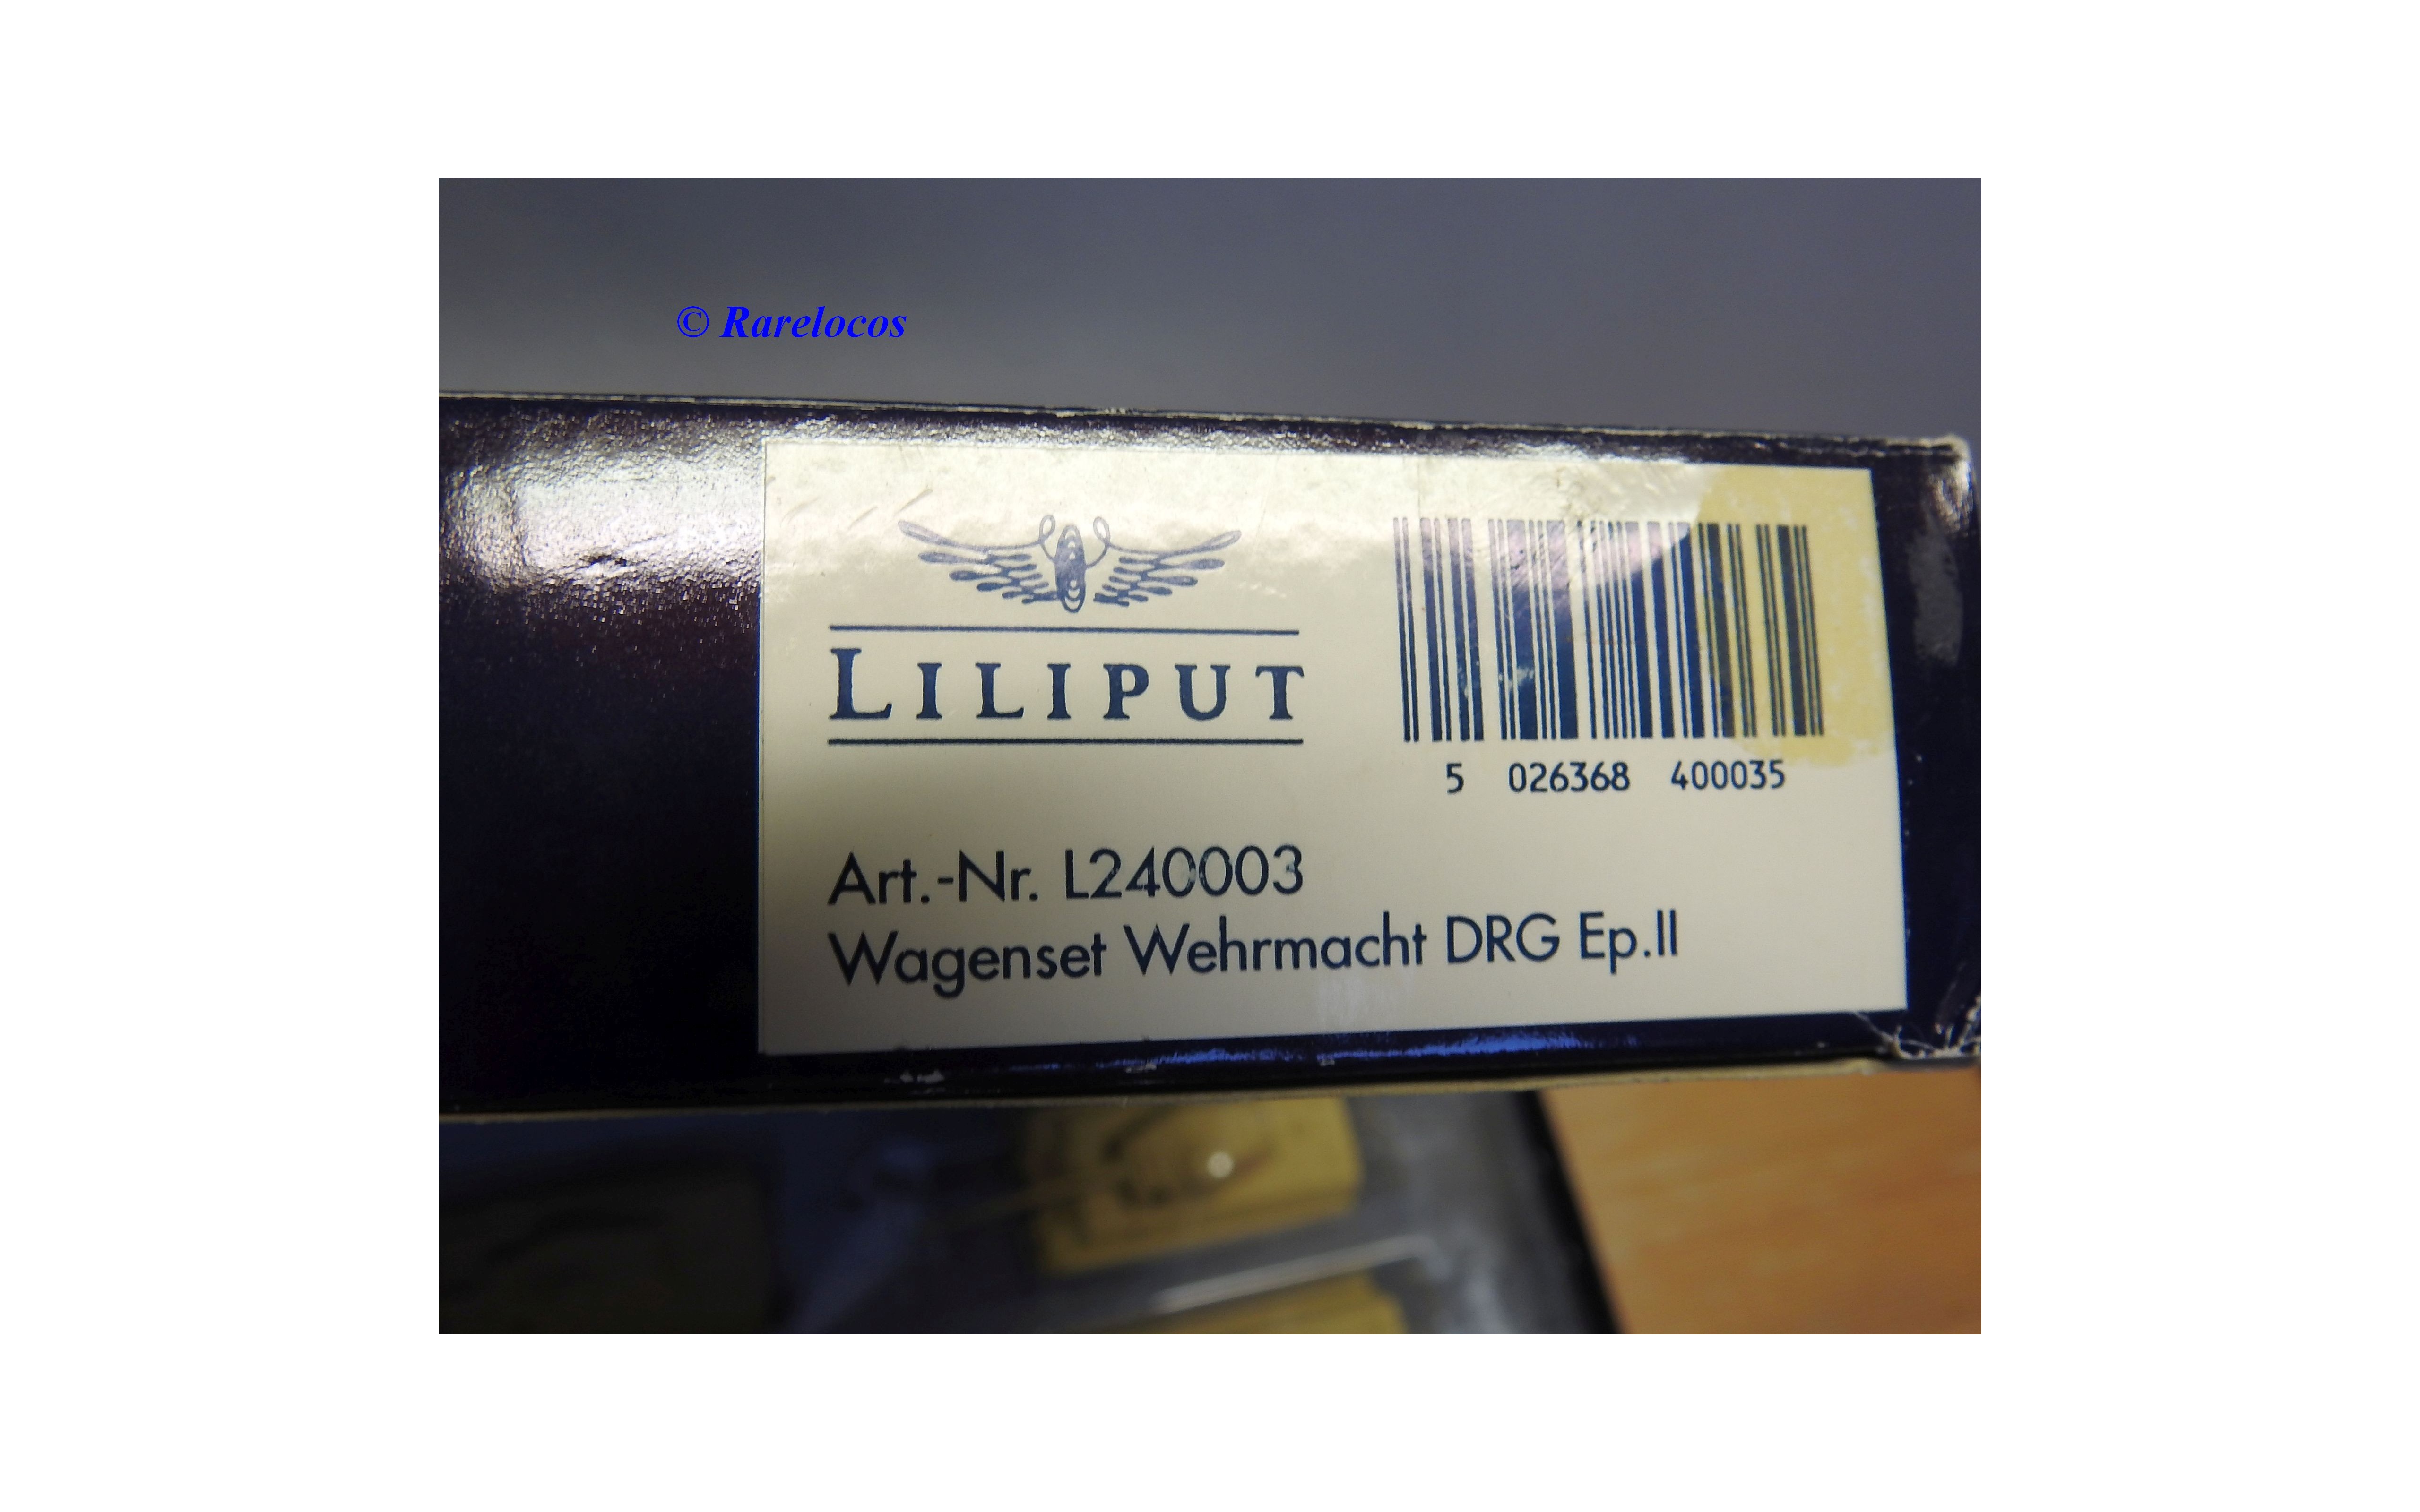 © Rarelocos
LILIPUT
5 026368 400035
Art.-Nr. L240003
Wagenset Wehrmacht DRG Ep.II